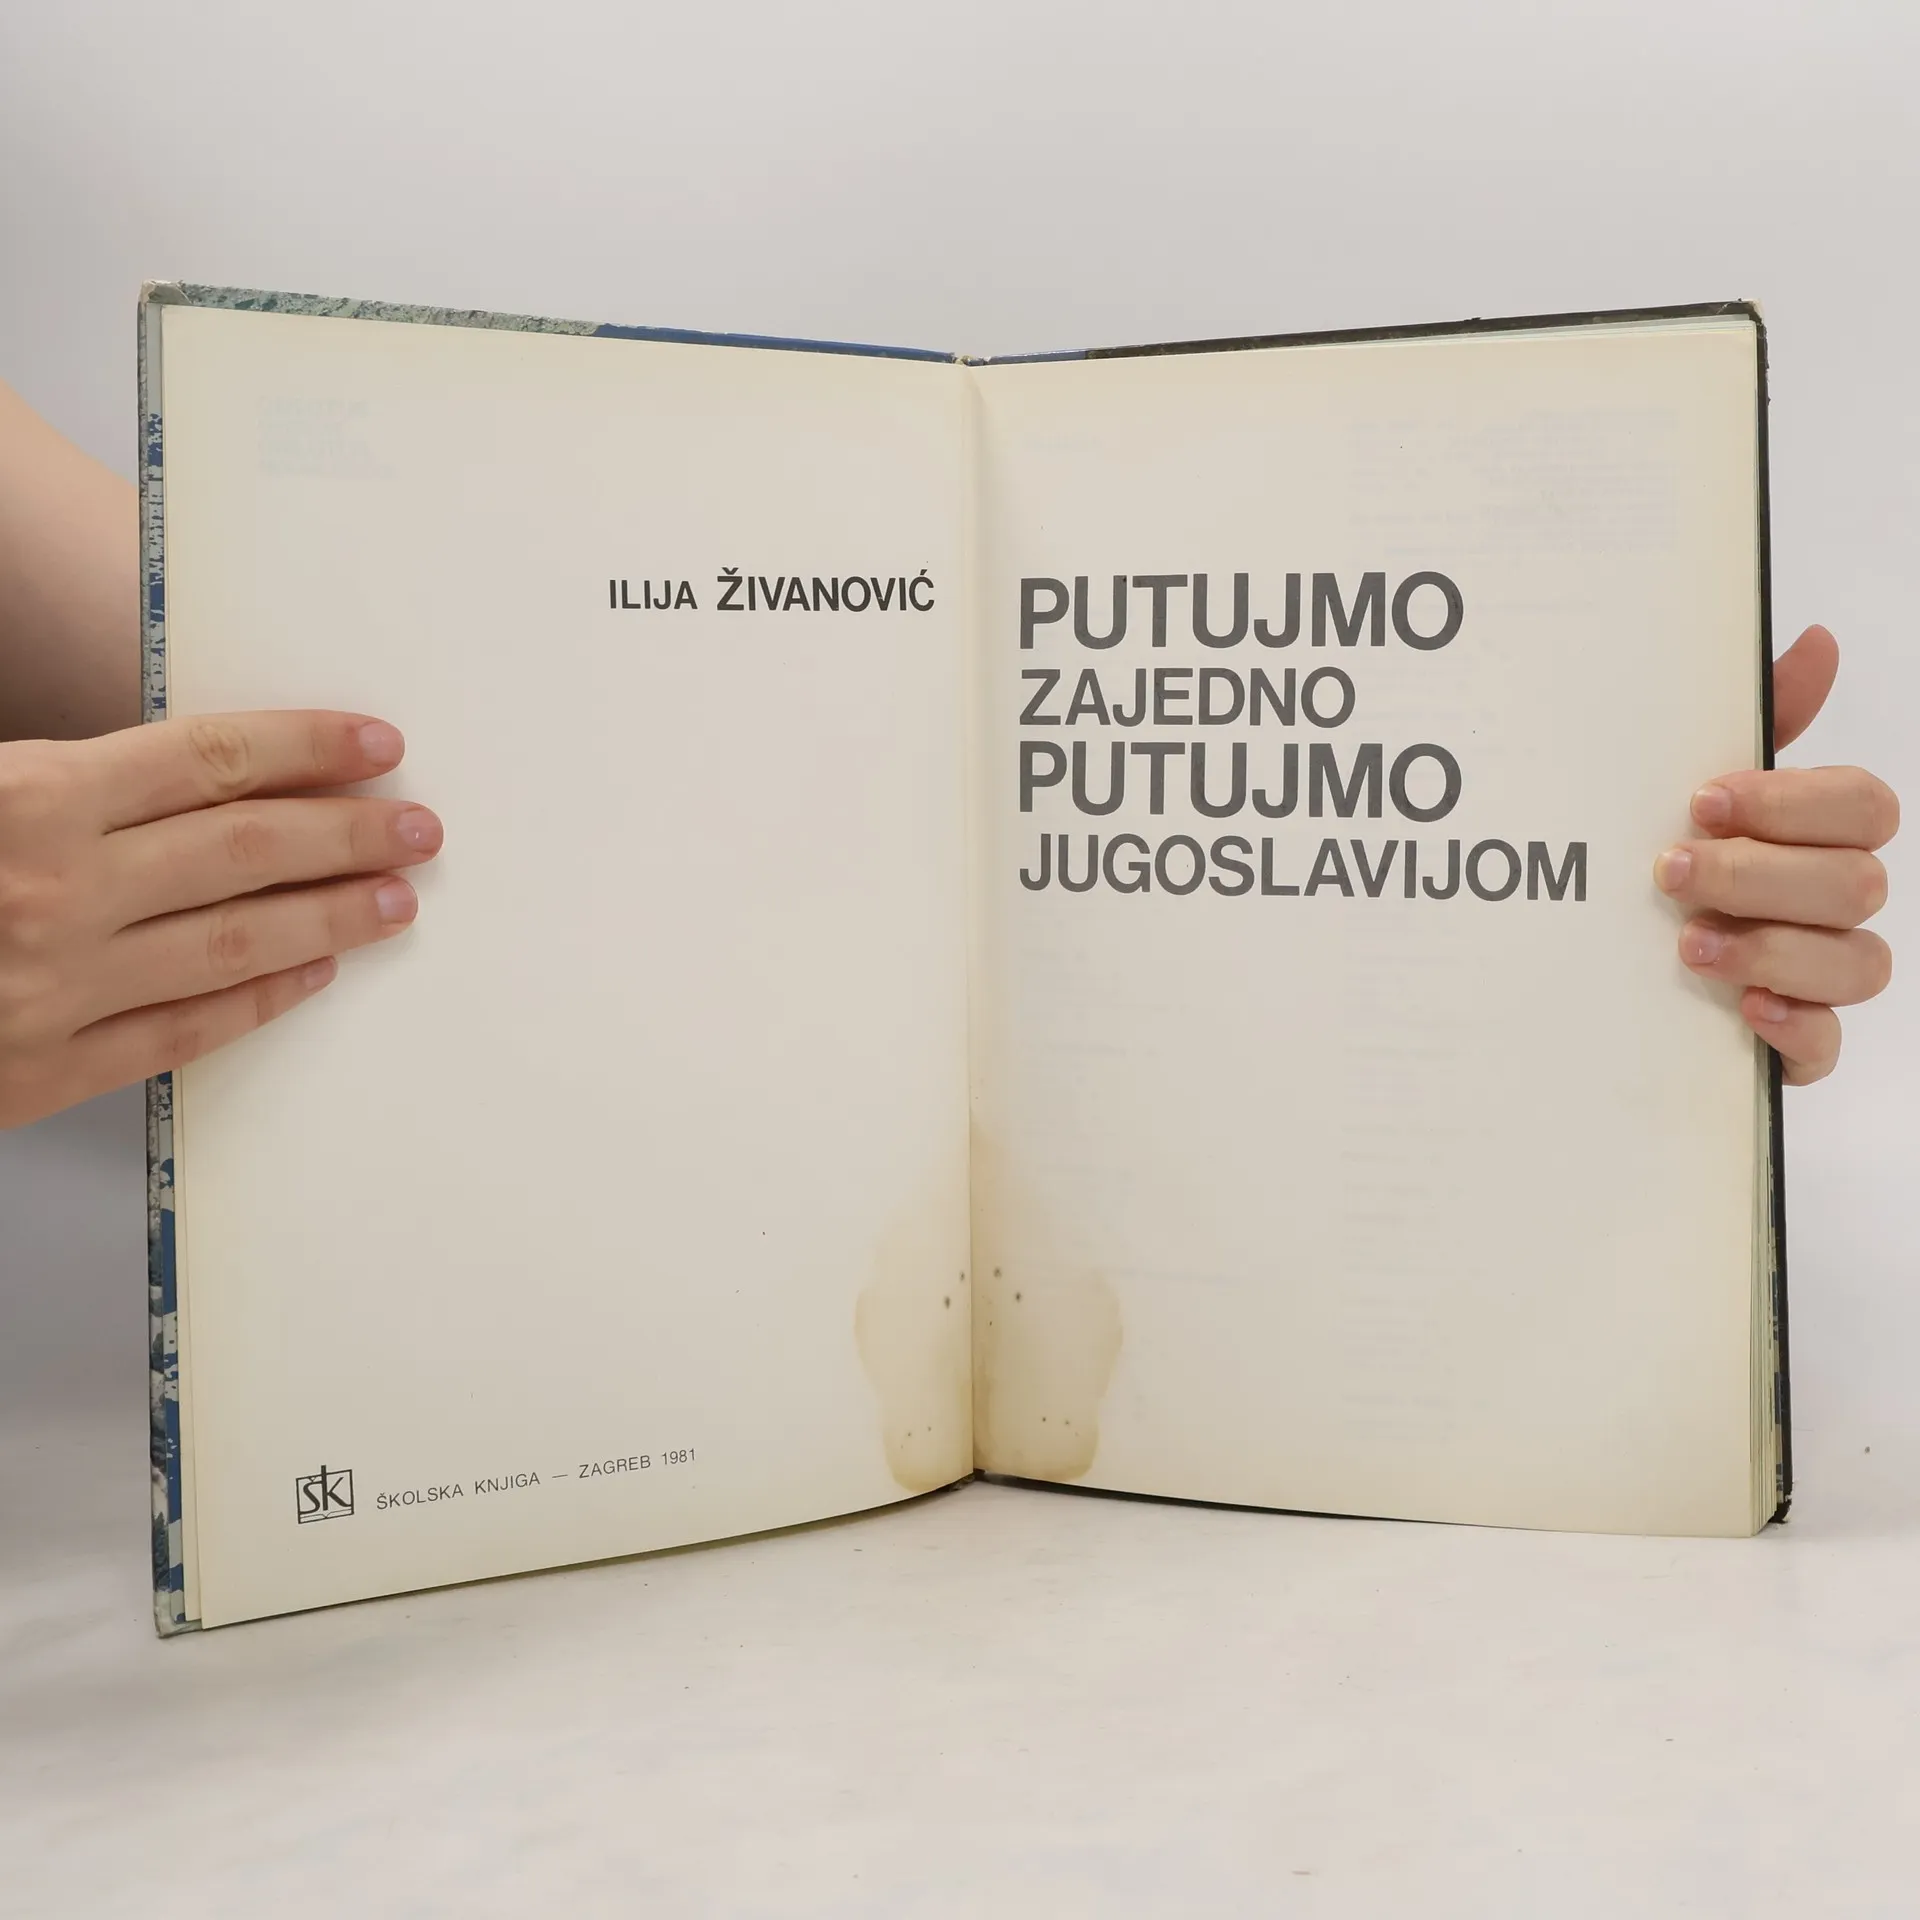 ILIJA ŽIVANOVIĆ
ŠK ŠKOLSKA KNJIGA — ZAGREB 1981
PUTUJMO
ZAJEDNO
PUTUJMO
JUGOSLAVIJOM